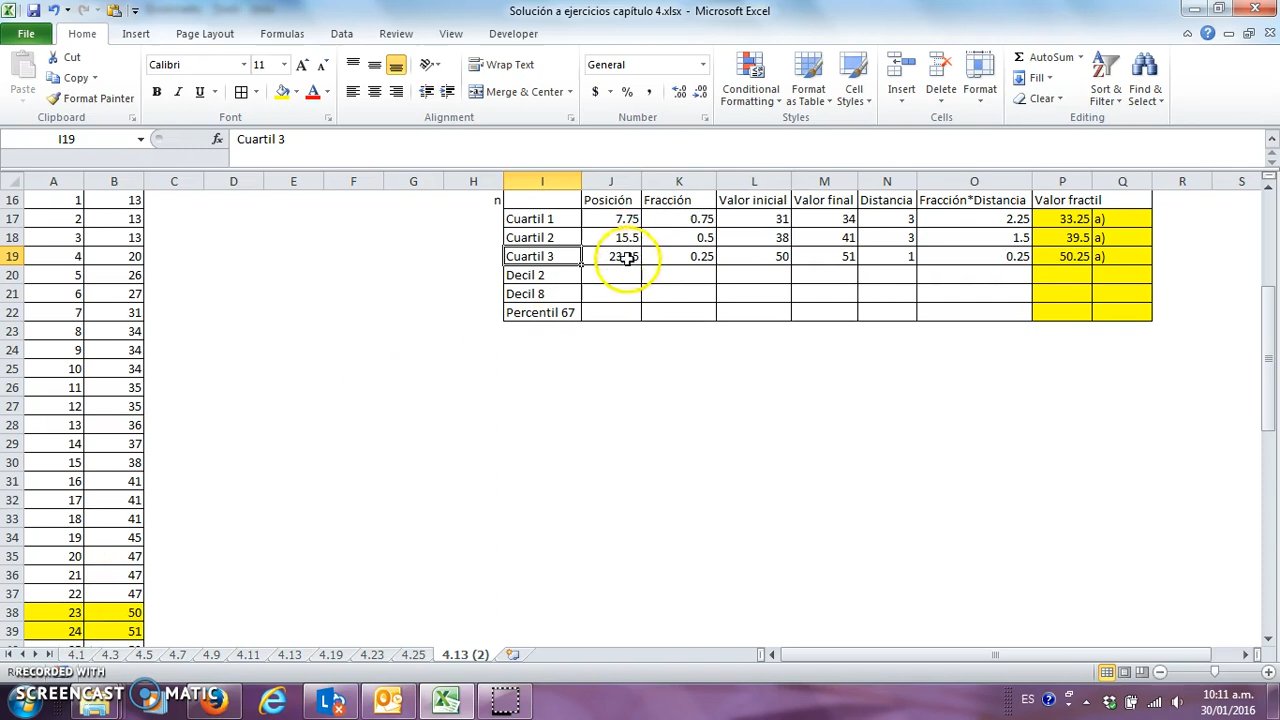 Solución a ejercicios capítulo 4.xlsx - Microsoft Excel
File Home Insert Page Layout Formulas Data Review View Developer
Cut
Copy
Format Painter
Paste
Clipboard
Calibri 11
B I U
Font
Wrap Text
Merge & Center
Alignment
General
$ % , .0 .00
Number
Conditional Formatting
Format as Table
Cell Styles
Styles
Insert
Delete
Format
Cells
AutoSum
Fill
Clear
Sort & Filter
Find & Select
Editing
I19 fx Cuartil 3
A B C D E F G H I J K L M N O P Q R S
16 1 13 n Posición Fracción Valor inicial Valor final Distancia Fracción*Distancia Valor fractil
17 2 13 Cuartil 1 7.75 0.75 31 34 3 2.25 33.25 a)
18 3 13 Cuartil 2 15.5 0.5 38 41 3 1.5 39.5 a)
19 4 20 Cuartil 3 0.25 50 51 1 0.25 50.25 a)
20 5 26 Decil 2
21 6 27 Decil 8
22 7 31 Percentil 67
23 8 34
24 9 34
25 10 34
26 11 35
27 12 35
28 13 36
29 14 37
30 15 38
31 16 41
32 17 41
33 18 41
34 19 45
35 20 47
36 21 47
37 22 47
38 23 50
39 24 51
4.1 4.3 4.5 4.7 4.9 4.11 4.13 4.19 4.23 4.25 4.13 (2)
100%
RECORDED WITH
SCREENCAST MATIC
ES
10:11 a.m.
30/01/2016